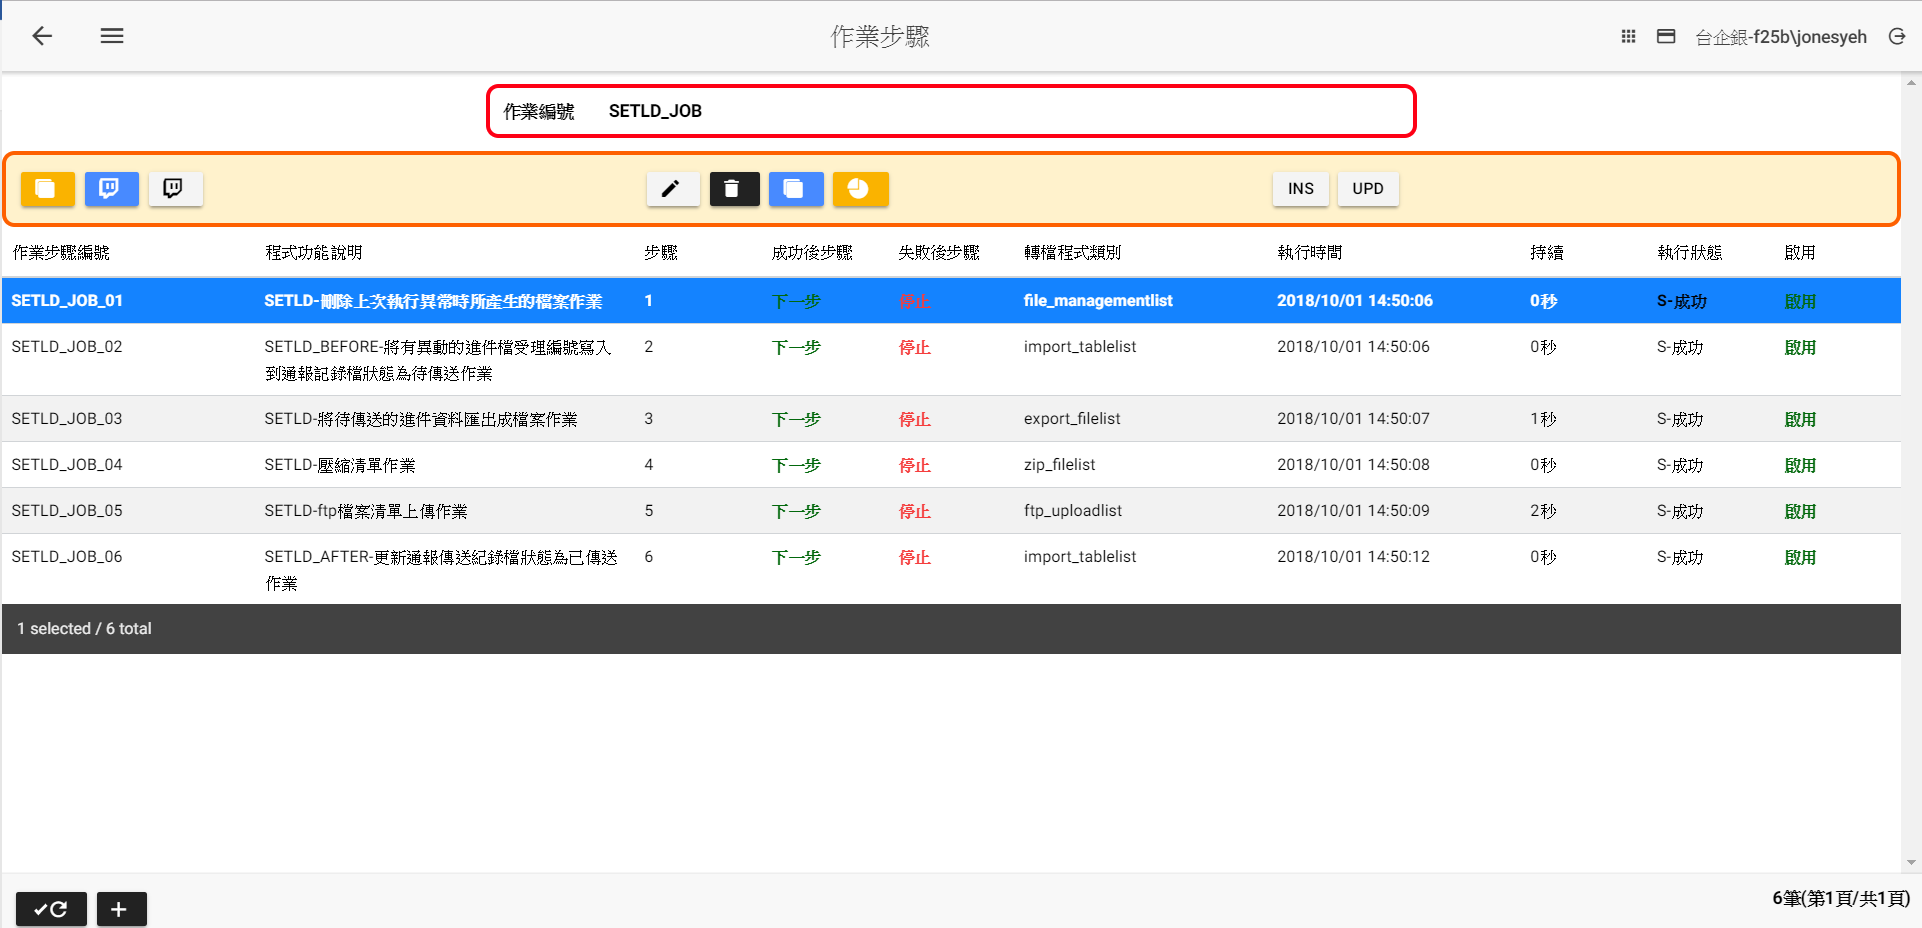 作業步驟
台企銀-f25b\jonesyeh
作業編號 SETLD_JOB
INS UPD
作業步驟編號 程式功能說明 步驟 成功後步驟 失敗後步驟 轉檔程式類別 執行時間 持續 執行狀態 啟用
SETLD_JOB_01 SETLD-刪除上次執行異常時所產生的檔案作業 1 下一步 停止 file_managementlist 2018/10/01 14:50:06 0秒 S-成功 啟用
SETLD_JOB_02 SETLD_BEFORE-將有異動的進件檔受理編號寫入 2 下一步 停止 import_tablelist 2018/10/01 14:50:06 0秒 S-成功 啟用
到通報記錄檔狀態為待傳送作業
SETLD_JOB_03 SETLD-將待傳送的進件資料匯出成檔案作業 3 下一步 停止 export_filelist 2018/10/01 14:50:07 1秒 S-成功 啟用
SETLD_JOB_04 SETLD-壓縮清單作業 4 下一步 停止 zip_filelist 2018/10/01 14:50:08 0秒 S-成功 啟用
SETLD_JOB_05 SETLD-ftp檔案清單上傳作業 5 下一步 停止 ftp_uploadlist 2018/10/01 14:50:09 2秒 S-成功 啟用
SETLD_JOB_06 SETLD_AFTER-更新通報傳送紀錄檔狀態為已傳送 6 下一步 停止 import_tablelist 2018/10/01 14:50:12 0秒 S-成功 啟用
作業
1 selected / 6 total
6筆(第1頁/共1頁)